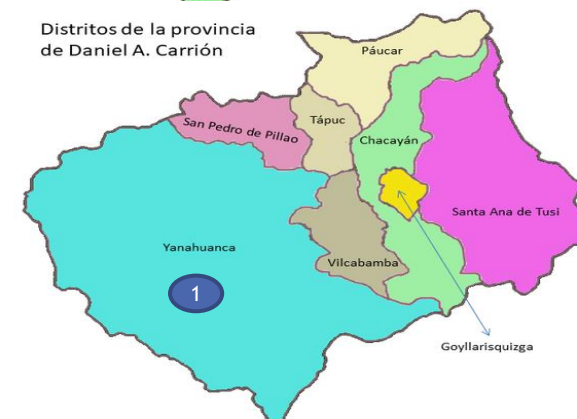 Distritos de la provincia
de Daniel A. Carrión
Páucar
San Pedro de Pillao
Tápuc
Chacayán
Santa Ana de Tusi
Yanahuanca
Vilcabamba
1
Goyllarisquizga